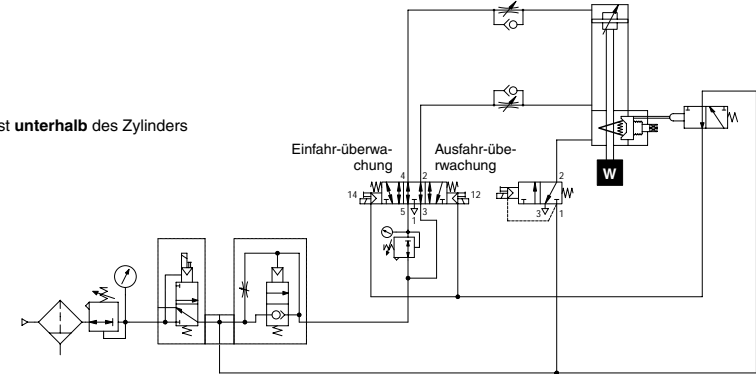 st unterhalb des Zylinders
Einfahr-überwa-
chung
Ausfahr-übe-
rwachung
4 2
14 12
5 3
1
2
3 1
W